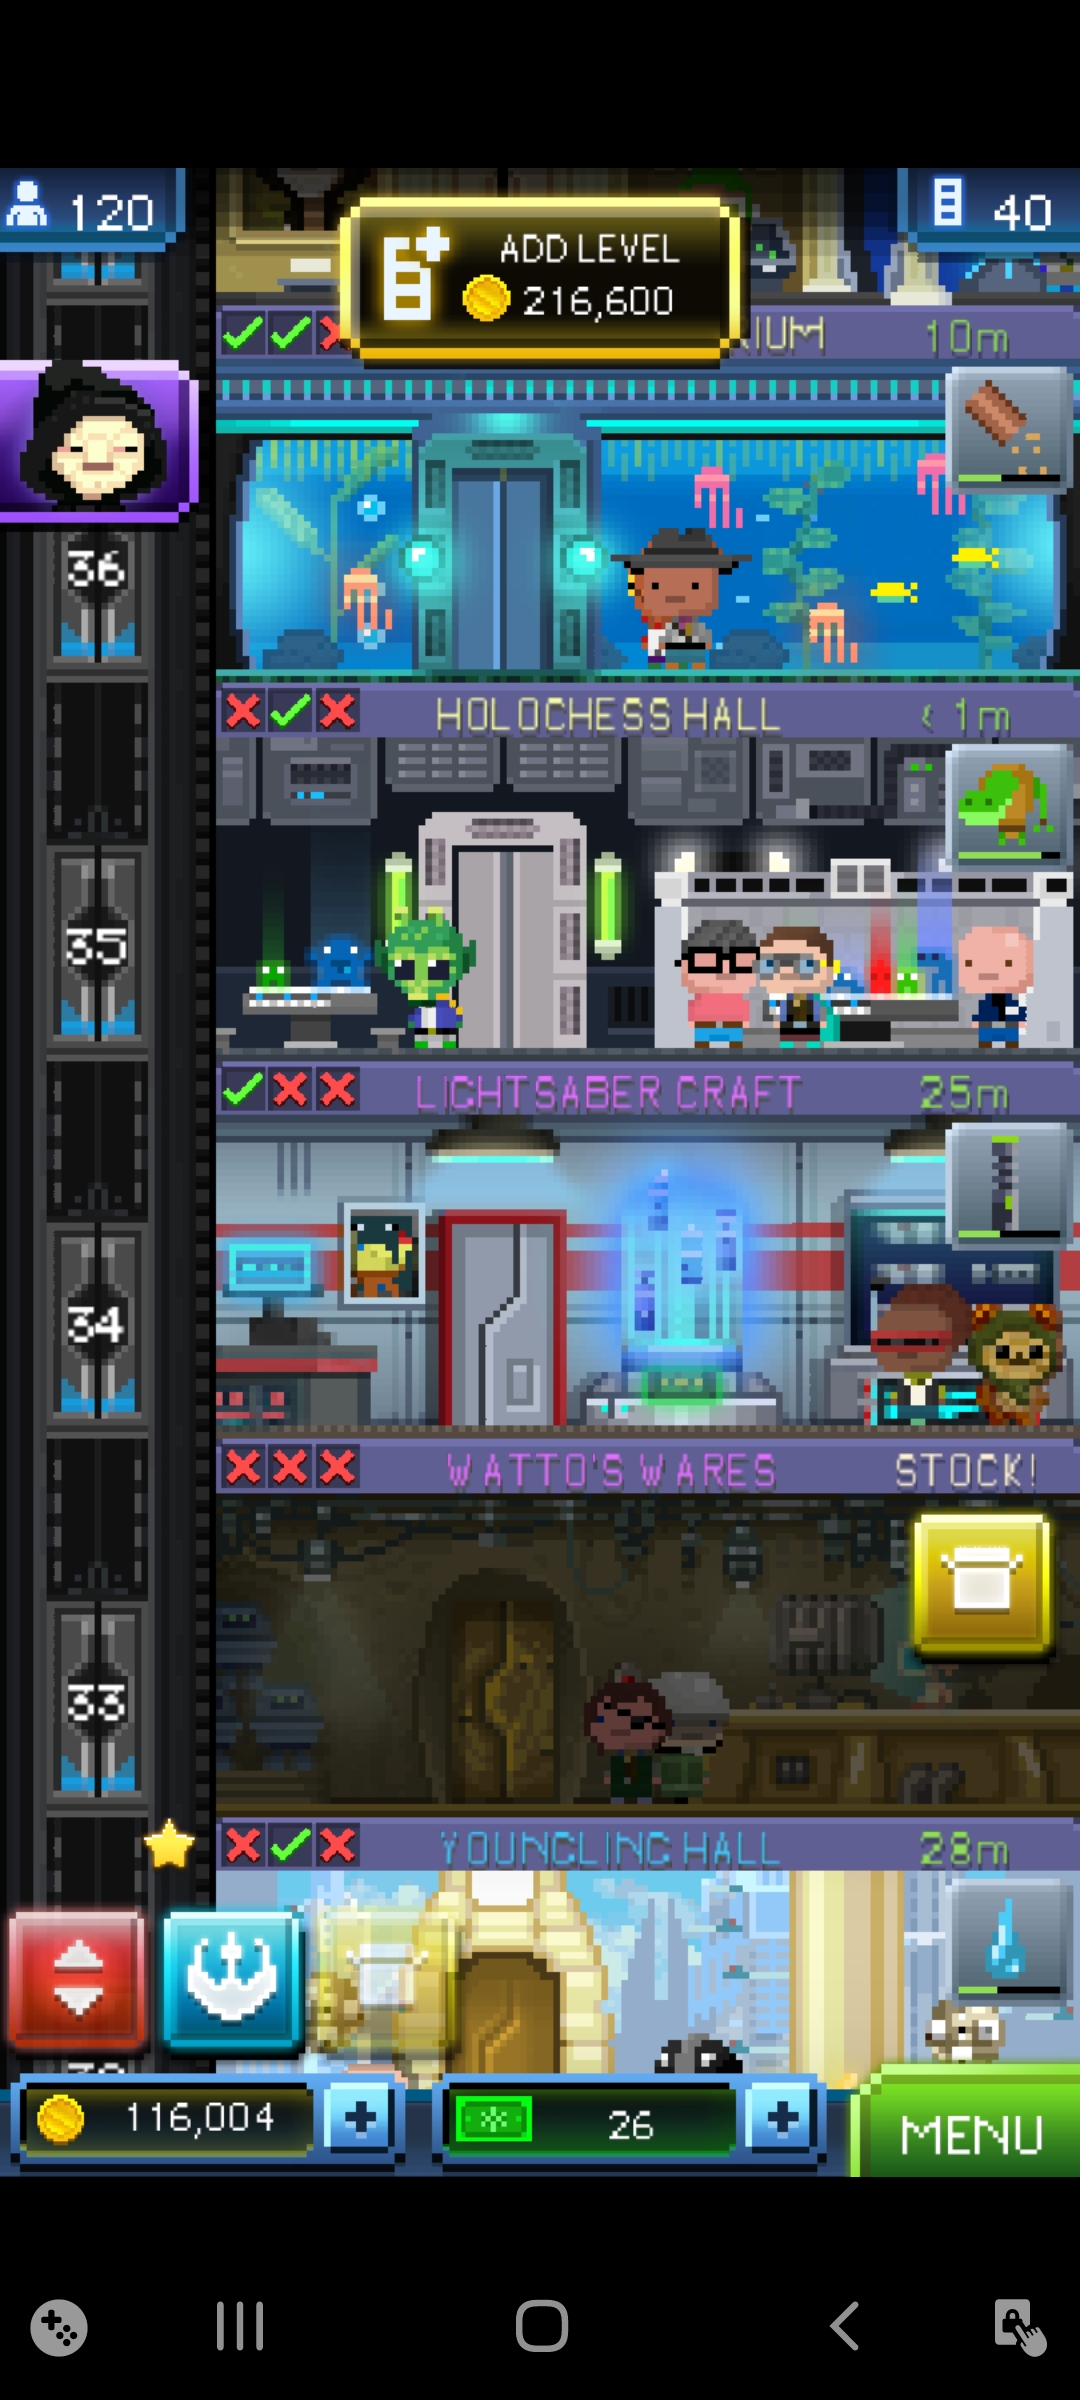 120
ADD LEVEL
216,600
40
RIUM 10m
36
HOLOCHESS HALL < 1m
35
LIGHTSABER CRAFT 25m
34
WATTO'S WARES STOCK!
33
YOUNGLING HALL 28m
116,004
26
MENU